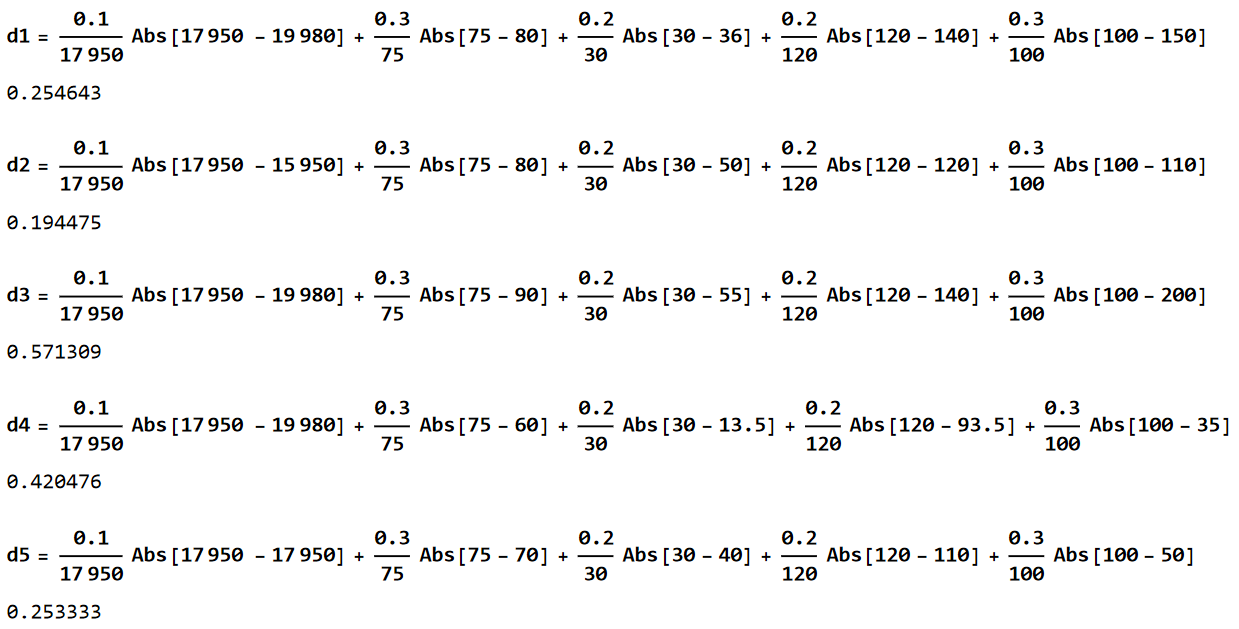 d1 = 0.1/17 950 Abs[17 950 - 19 980] + 0.3/75 Abs[75 - 80] + 0.2/30 Abs[30 - 36] + 0.2/120 Abs[120 - 140] + 0.3/100 Abs[100 - 150]
0.254643
d2 = 0.1/17 950 Abs[17 950 - 15 950] + 0.3/75 Abs[75 - 80] + 0.2/30 Abs[30 - 50] + 0.2/120 Abs[120 - 120] + 0.3/100 Abs[100 - 110]
0.194475
d3 = 0.1/17 950 Abs[17 950 - 19 980] + 0.3/75 Abs[75 - 90] + 0.2/30 Abs[30 - 55] + 0.2/120 Abs[120 - 140] + 0.3/100 Abs[100 - 200]
0.571309
d4 = 0.1/17 950 Abs[17 950 - 19 980] + 0.3/75 Abs[75 - 60] + 0.2/30 Abs[30 - 13.5] + 0.2/120 Abs[120 - 93.5] + 0.3/100 Abs[100 - 35]
0.420476
d5 = 0.1/17 950 Abs[17 950 - 17 950] + 0.3/75 Abs[75 - 70] + 0.2/30 Abs[30 - 40] + 0.2/120 Abs[120 - 110] + 0.3/100 Abs[100 - 50]
0.253333